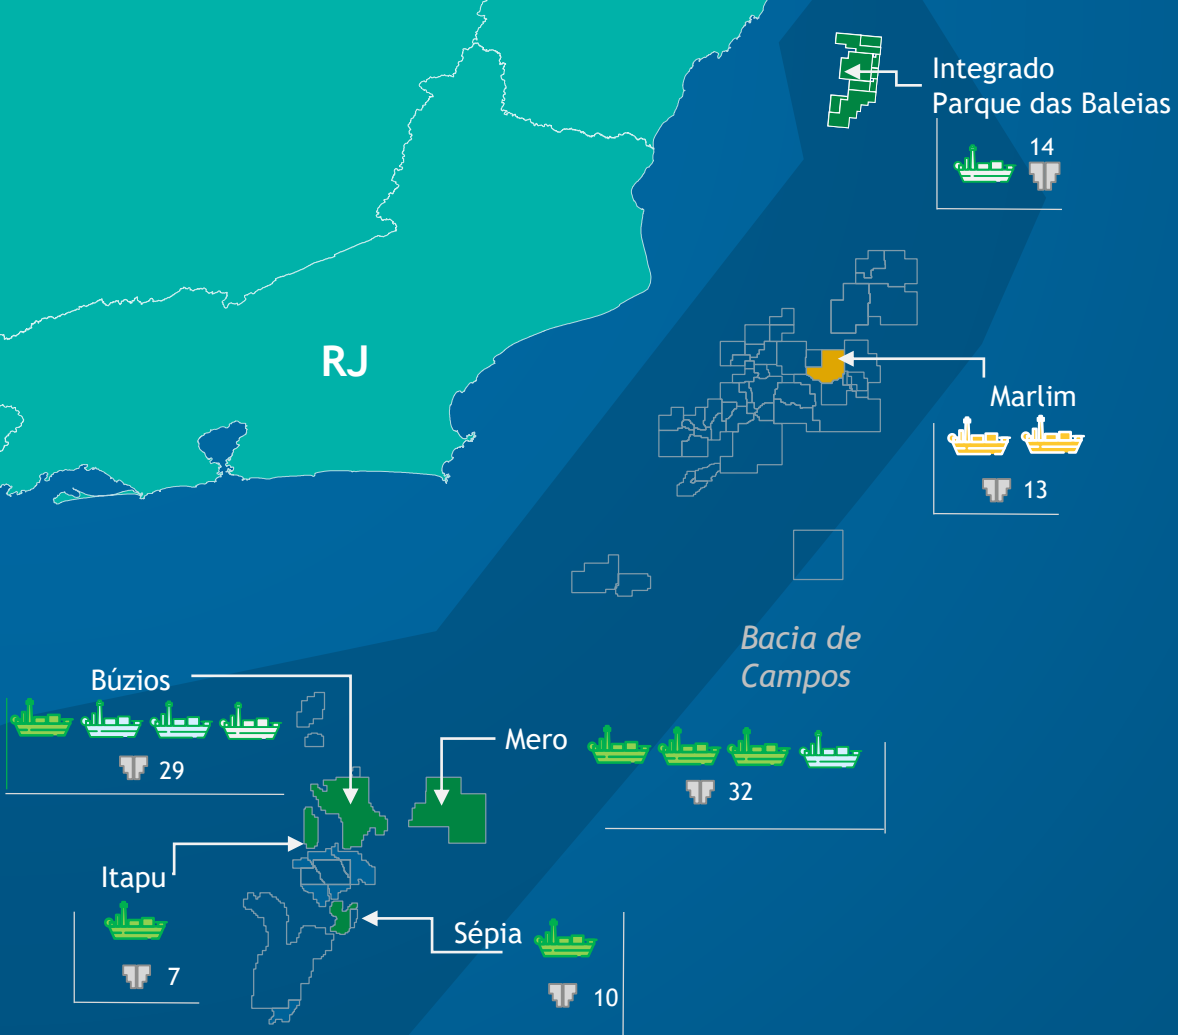 Integrado
Parque das Baleias
14
RJ
Marlim
13
Bacia de
Campos
Búzios
29
Mero
32
Itapu
7
Sépia
10